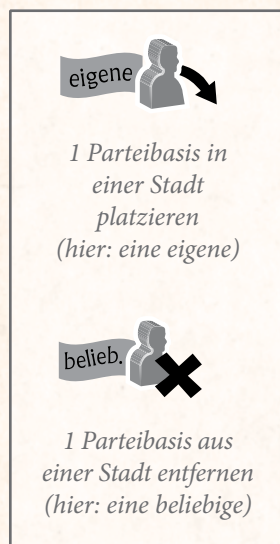 eigene
1 Parteibasis in
einer Stadt
platzieren
(hier: eine eigene)
belieb.
1 Parteibasis aus
einer Stadt entfernen
(hier: eine beliebige)